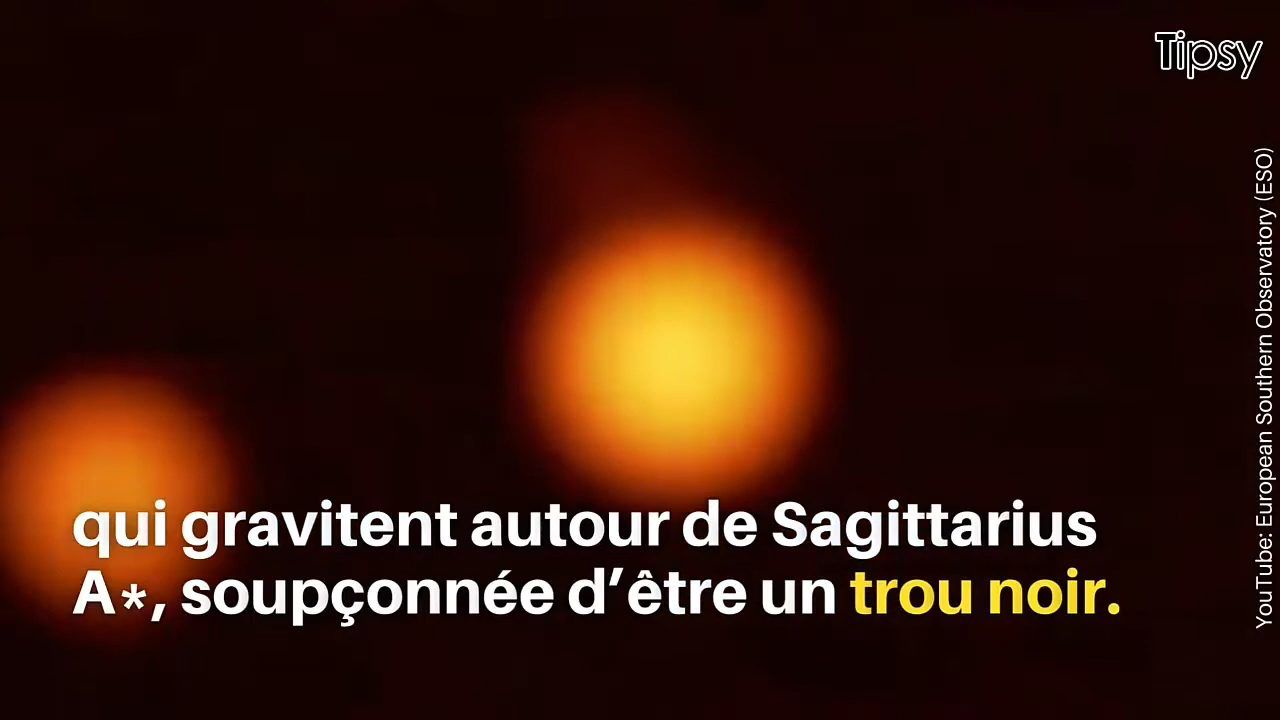 Tipsy
YouTube: European Southern Observatory (ESO)
qui gravitent autour de Sagittarius
A*, soupçonnée d’être un trou noir.